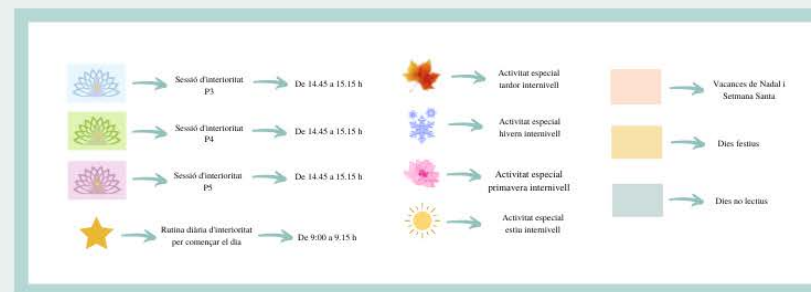 Sessió d'interioritat
P3
De 14.45 a 15.15 h
Sessió d'interioritat
P4
De 14.45 a 15.15 h
Sessió d'interioritat
P5
De 14.45 a 15.15 h
Rutina diària d'interioritat
per començar el dia
De 9:00 a 9.15 h
Activitat especial
tardor internivell
Activitat especial
hivern internivell
Activitat especial
primavera internivell
Activitat especial
estiu internivell
Vacances de Nadal i
Setmana Santa
Dies festius
Dies no lectius